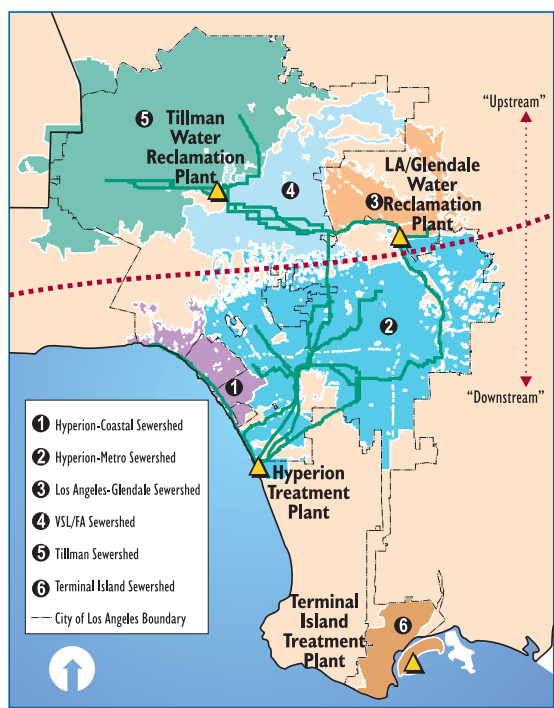 5 Tillman
Water
Reclamation
Plant
"Upstream"
4
LA/Glendale
3 Water
Reclamation
Plant
2
1
"Downstream"
Hyperion
Treatment
Plant
1 Hyperion-Coastal Sewershed
2 Hyperion-Metro Sewershed
3 Los Angeles-Glendale Sewershed
4 VSL/FA Sewershed
5 Tillman Sewershed
6 Terminal Island Sewershed
City of Los Angeles Boundary
Terminal
Island
Treatment
Plant
6